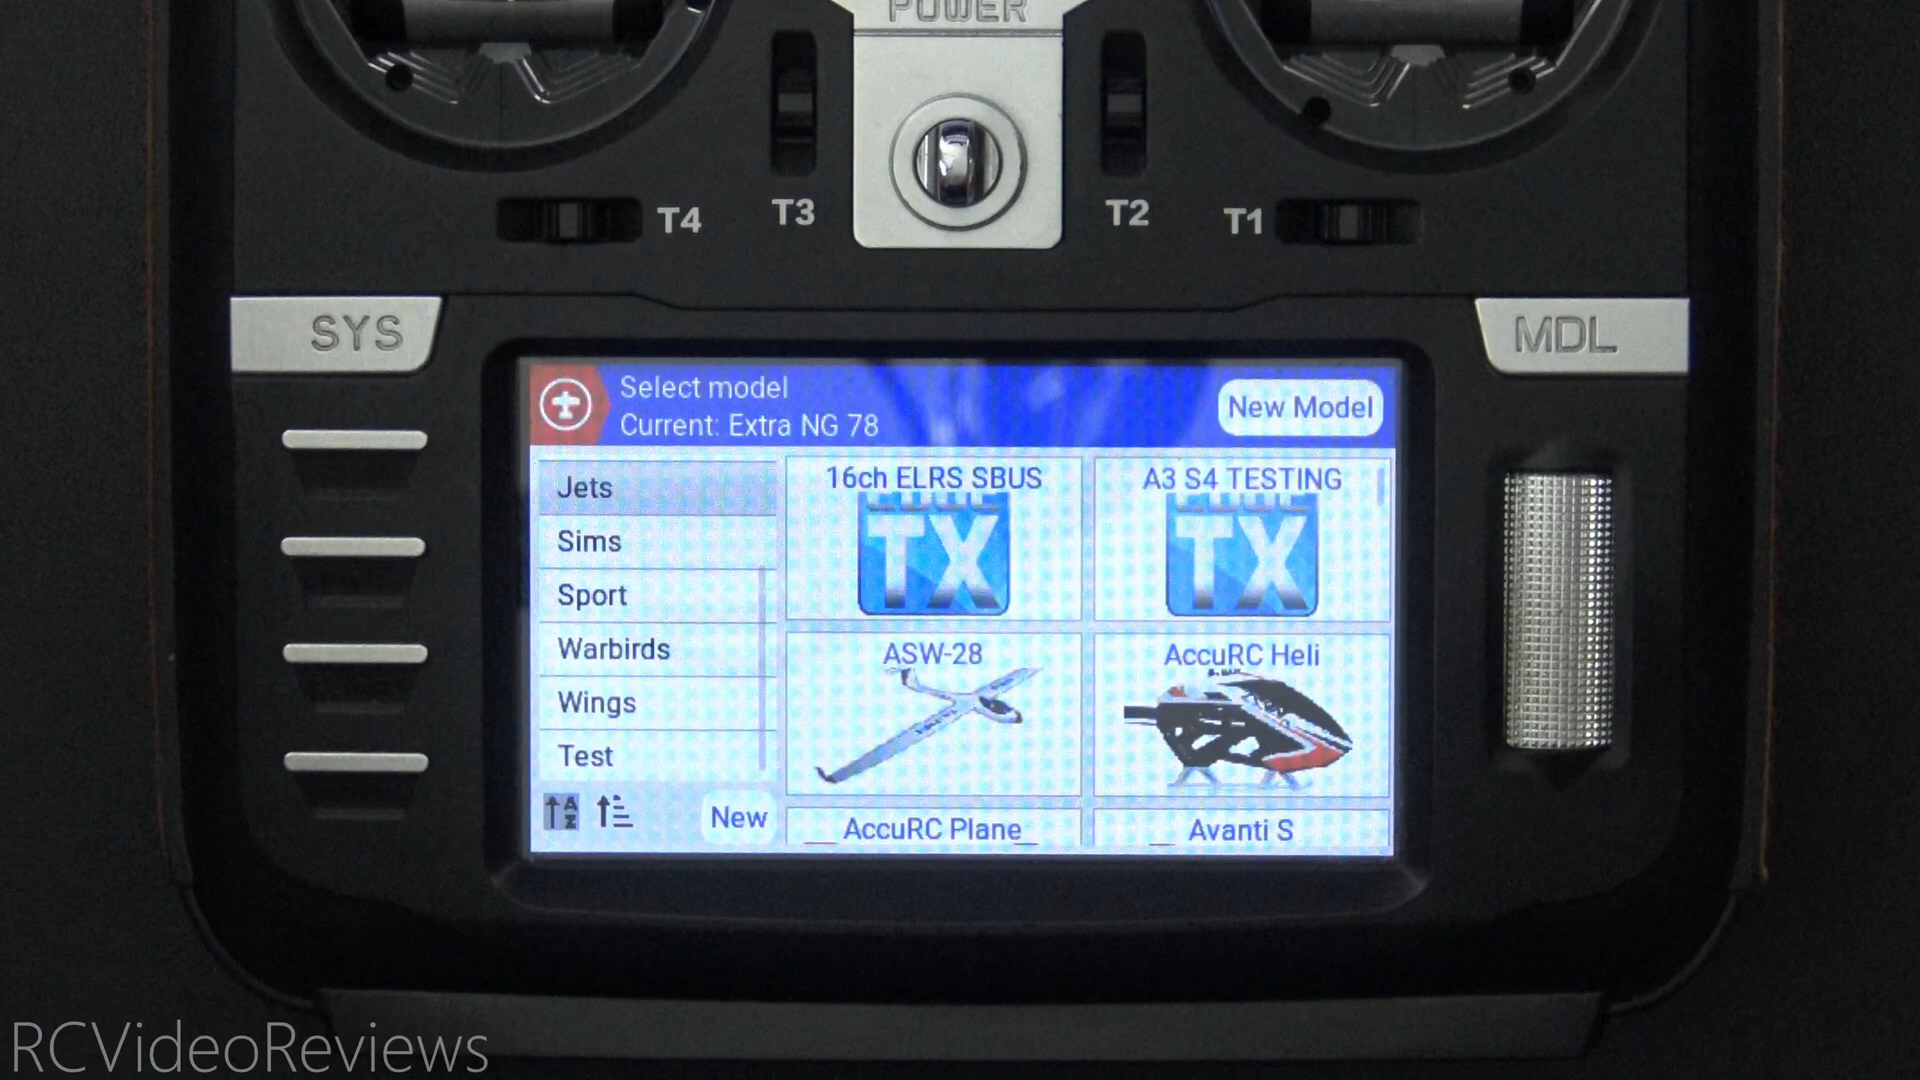 POWER
T4
T3
T2
T1
SYS
MDL
Select model
Current: Extra NG 78
New Model
Jets
Sims
Sport
Warbirds
Wings
Test
New
16ch ELRS SBUS
TX
A3 S4 TESTING
TX
ASW-28
AccuRC Heli
AccuRC Plane
Avanti S
RCVideoReviews